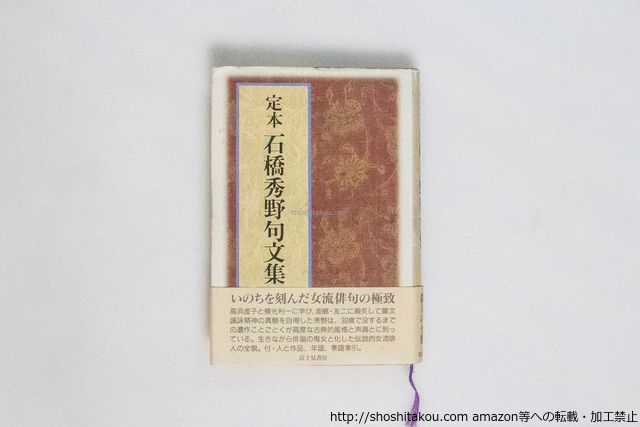 定本 石橋秀野句文集
shoshitakou.com
いのちを刻んだ女流俳句の極致
高浜虚子と横光利一に学び、波郷・友二に親炙して韻文
諷詠精神の真髄を自得した秀野は、38歳で没するまで
の遺作ことごとくが高度な古典的風格と声調とに到っ
ている。生きながら俳諧の鬼女と化した伝説的女流俳
人の全貌。付・人と作品、年譜、季語索引。
富士見書房
http://shoshitakou.com amazon等への転載・加工禁止